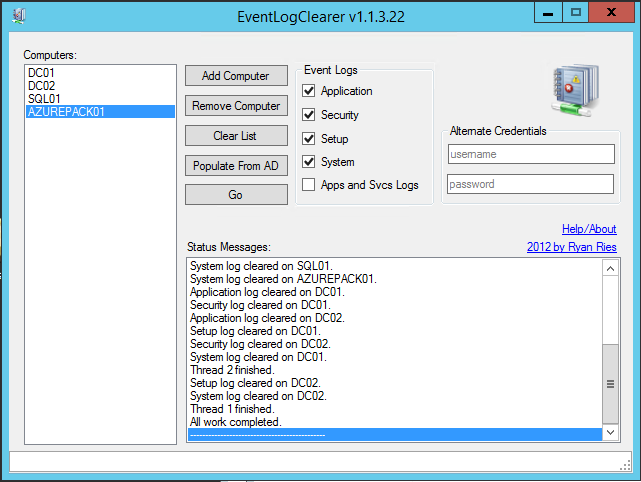 EventLogClearer v1.1.3.22
Computers:
DC01
DC02
SQL01
AZUREPACK01
Add Computer
Remove Computer
Clear List
Populate From AD
Go
Event Logs
Application
Security
Setup
System
Apps and Svcs Logs
Alternate Credentials
username
password
Help/About
2012 by Ryan Ries
Status Messages:
System log cleared on SQL01.
System log cleared on AZUREPACK01.
Application log cleared on DC01.
Security log cleared on DC01.
Application log cleared on DC02.
Setup log cleared on DC01.
Security log cleared on DC02.
System log cleared on DC01.
Thread 2 finished.
Setup log cleared on DC02.
System log cleared on DC02.
Thread 1 finished.
All work completed.
---------------------------------------------